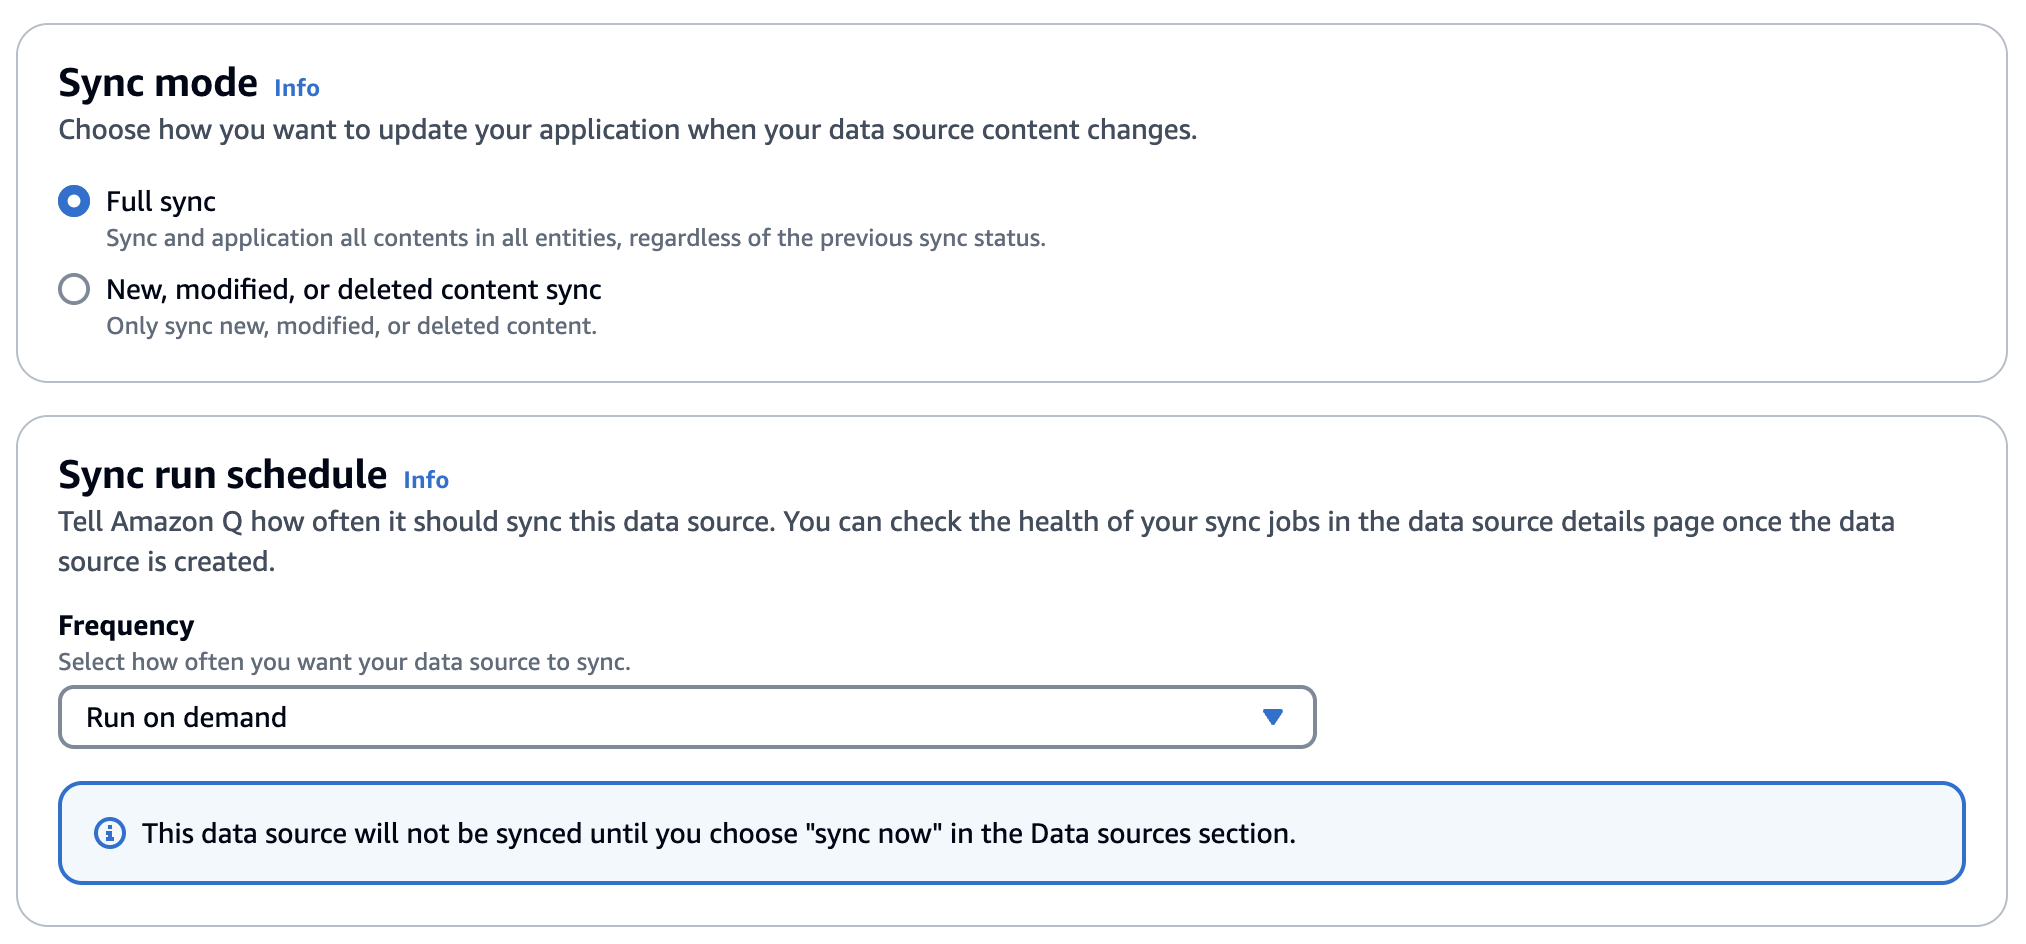 Sync mode Info
Choose how you want to update your application when your data source content changes.
Full sync
Sync and application all contents in all entities, regardless of the previous sync status.
New, modified, or deleted content sync
Only sync new, modified, or deleted content.
Sync run schedule Info
Tell Amazon Q how often it should sync this data source. You can check the health of your sync jobs in the data source details page once the data
source is created.
Frequency
Select how often you want your data source to sync.
Run on demand
This data source will not be synced until you choose "sync now" in the Data sources section.